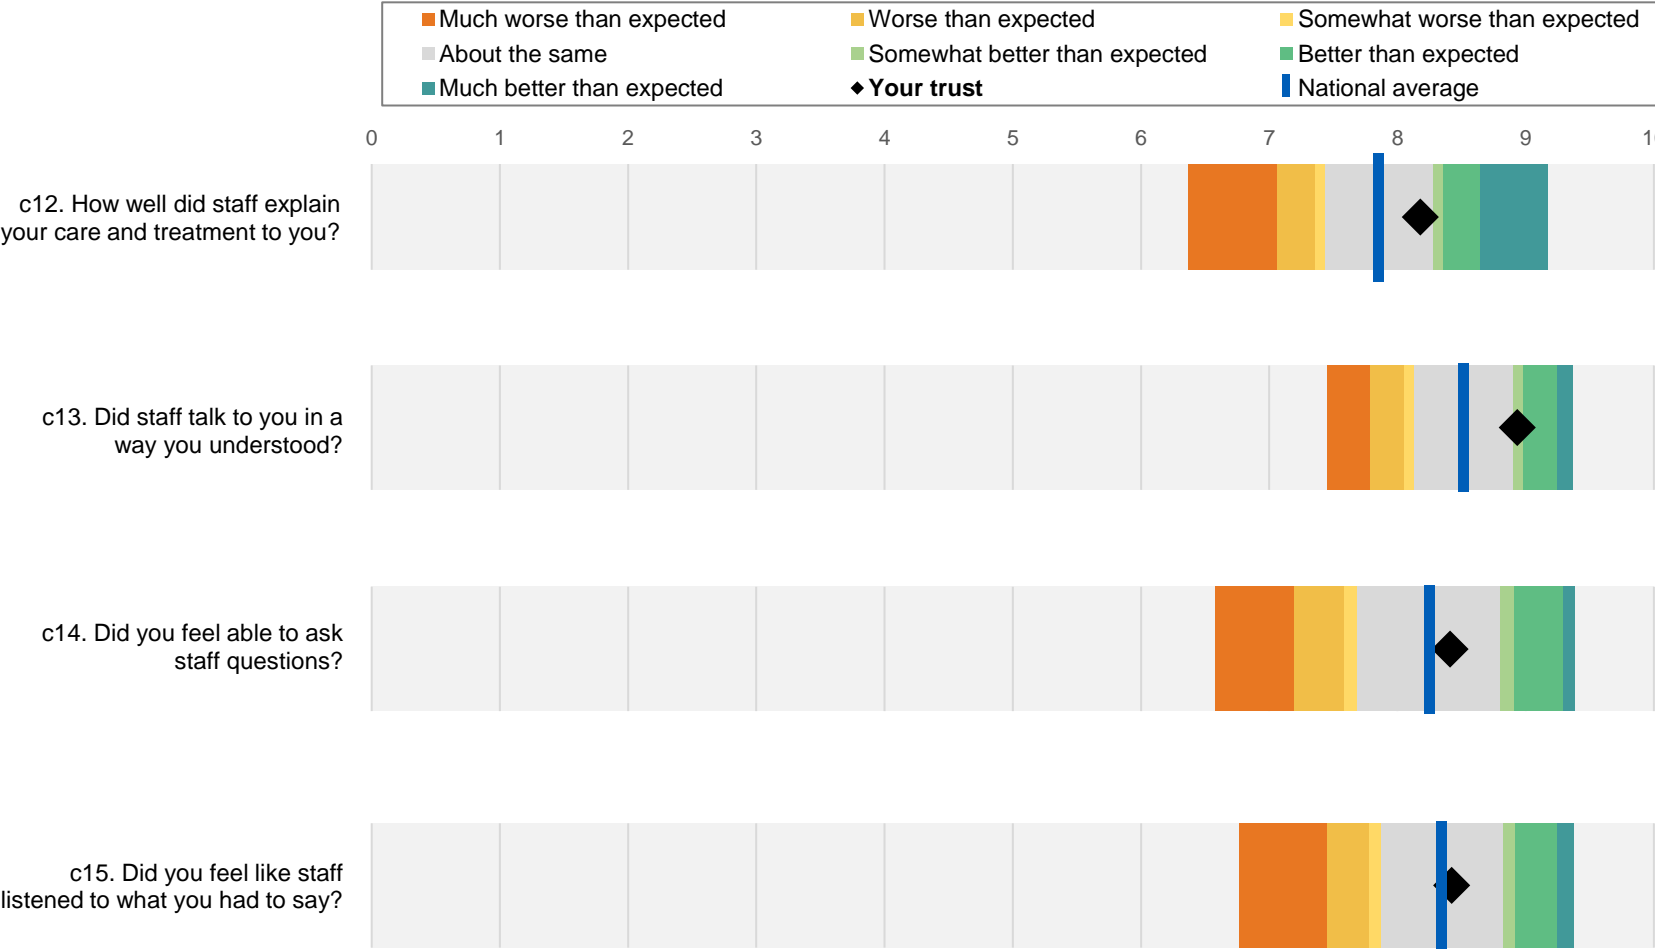 Much worse than expected Worse than expected Somewhat worse than expected
About the same Somewhat better than expected Better than expected
Much better than expected Your trust National average
0 1 2 3 4 5 6 7 8 9 1
c12. How well did staff explain
your care and treatment to you?
c13. Did staff talk to you in a
way you understood?
c14. Did you feel able to ask
staff questions?
c15. Did you feel like staff
listened to what you had to say?